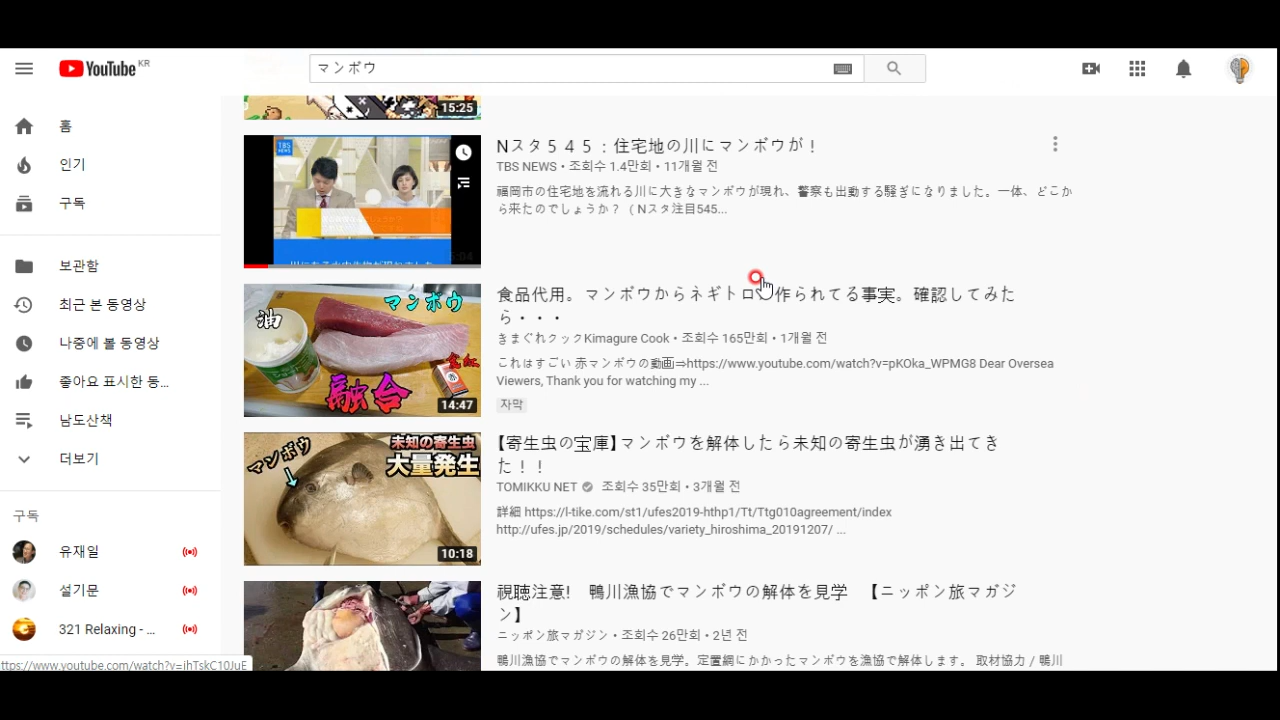 YouTube KR
マンボウ
홈
인기
구독
보관함
최근 본 동영상
나중에 볼 동영상
좋아요 표시한 동...
남도산책
더보기
구독
유재일
설기문
321 Relaxing - ...
https://www.youtube.com/watch?v=ihTskC10JuE
15:25
TBS NEWS
Nスタ５４５：住宅地の川にマンボウが！
TBS NEWS • 조회수 1.4만회 • 11개월 전
福岡市の住宅地を流れる川に大きなマンボウが現れ、警察も出動する騒ぎになりました。一体、どこか
ら来たのでしょうか？（Nスタ注目545...
マンボウ
油
食紅
融合
14:47
食品代用。マンボウからネギトロが作られてる事実。確認してみた
ら・・・
きまぐれクックKimagure Cook • 조회수 165만회 • 1개월 전
これはすごい 赤マンボウの動画⇒https://www.youtube.com/watch?v=pKOka_WPMG8 Dear Oversea
Viewers, Thank you for watching my ...
자막
マンボウ
未知の寄生虫
大量発生
10:18
【寄生虫の宝庫】マンボウを解体したら未知の寄生虫が湧き出てき
た！！
TOMIKKU NET 조회수 35만회 • 3개월 전
詳細 https://l-tike.com/st1/ufes2019-hthp1/Tt/Ttg010agreement/index
http://ufes.jp/2019/schedules/variety_hiroshima_20191207/ ...
視聴注意!　鴨川漁協でマンボウの解体を見学　【ニッポン旅マガジ
ン】
ニッポン旅マガジン • 조회수 26만회 • 2년 전
鴨川漁協でマンボウの解体を見学。定置網にかかったマンボウを漁協で解体します。 取材協力 / 鴨川